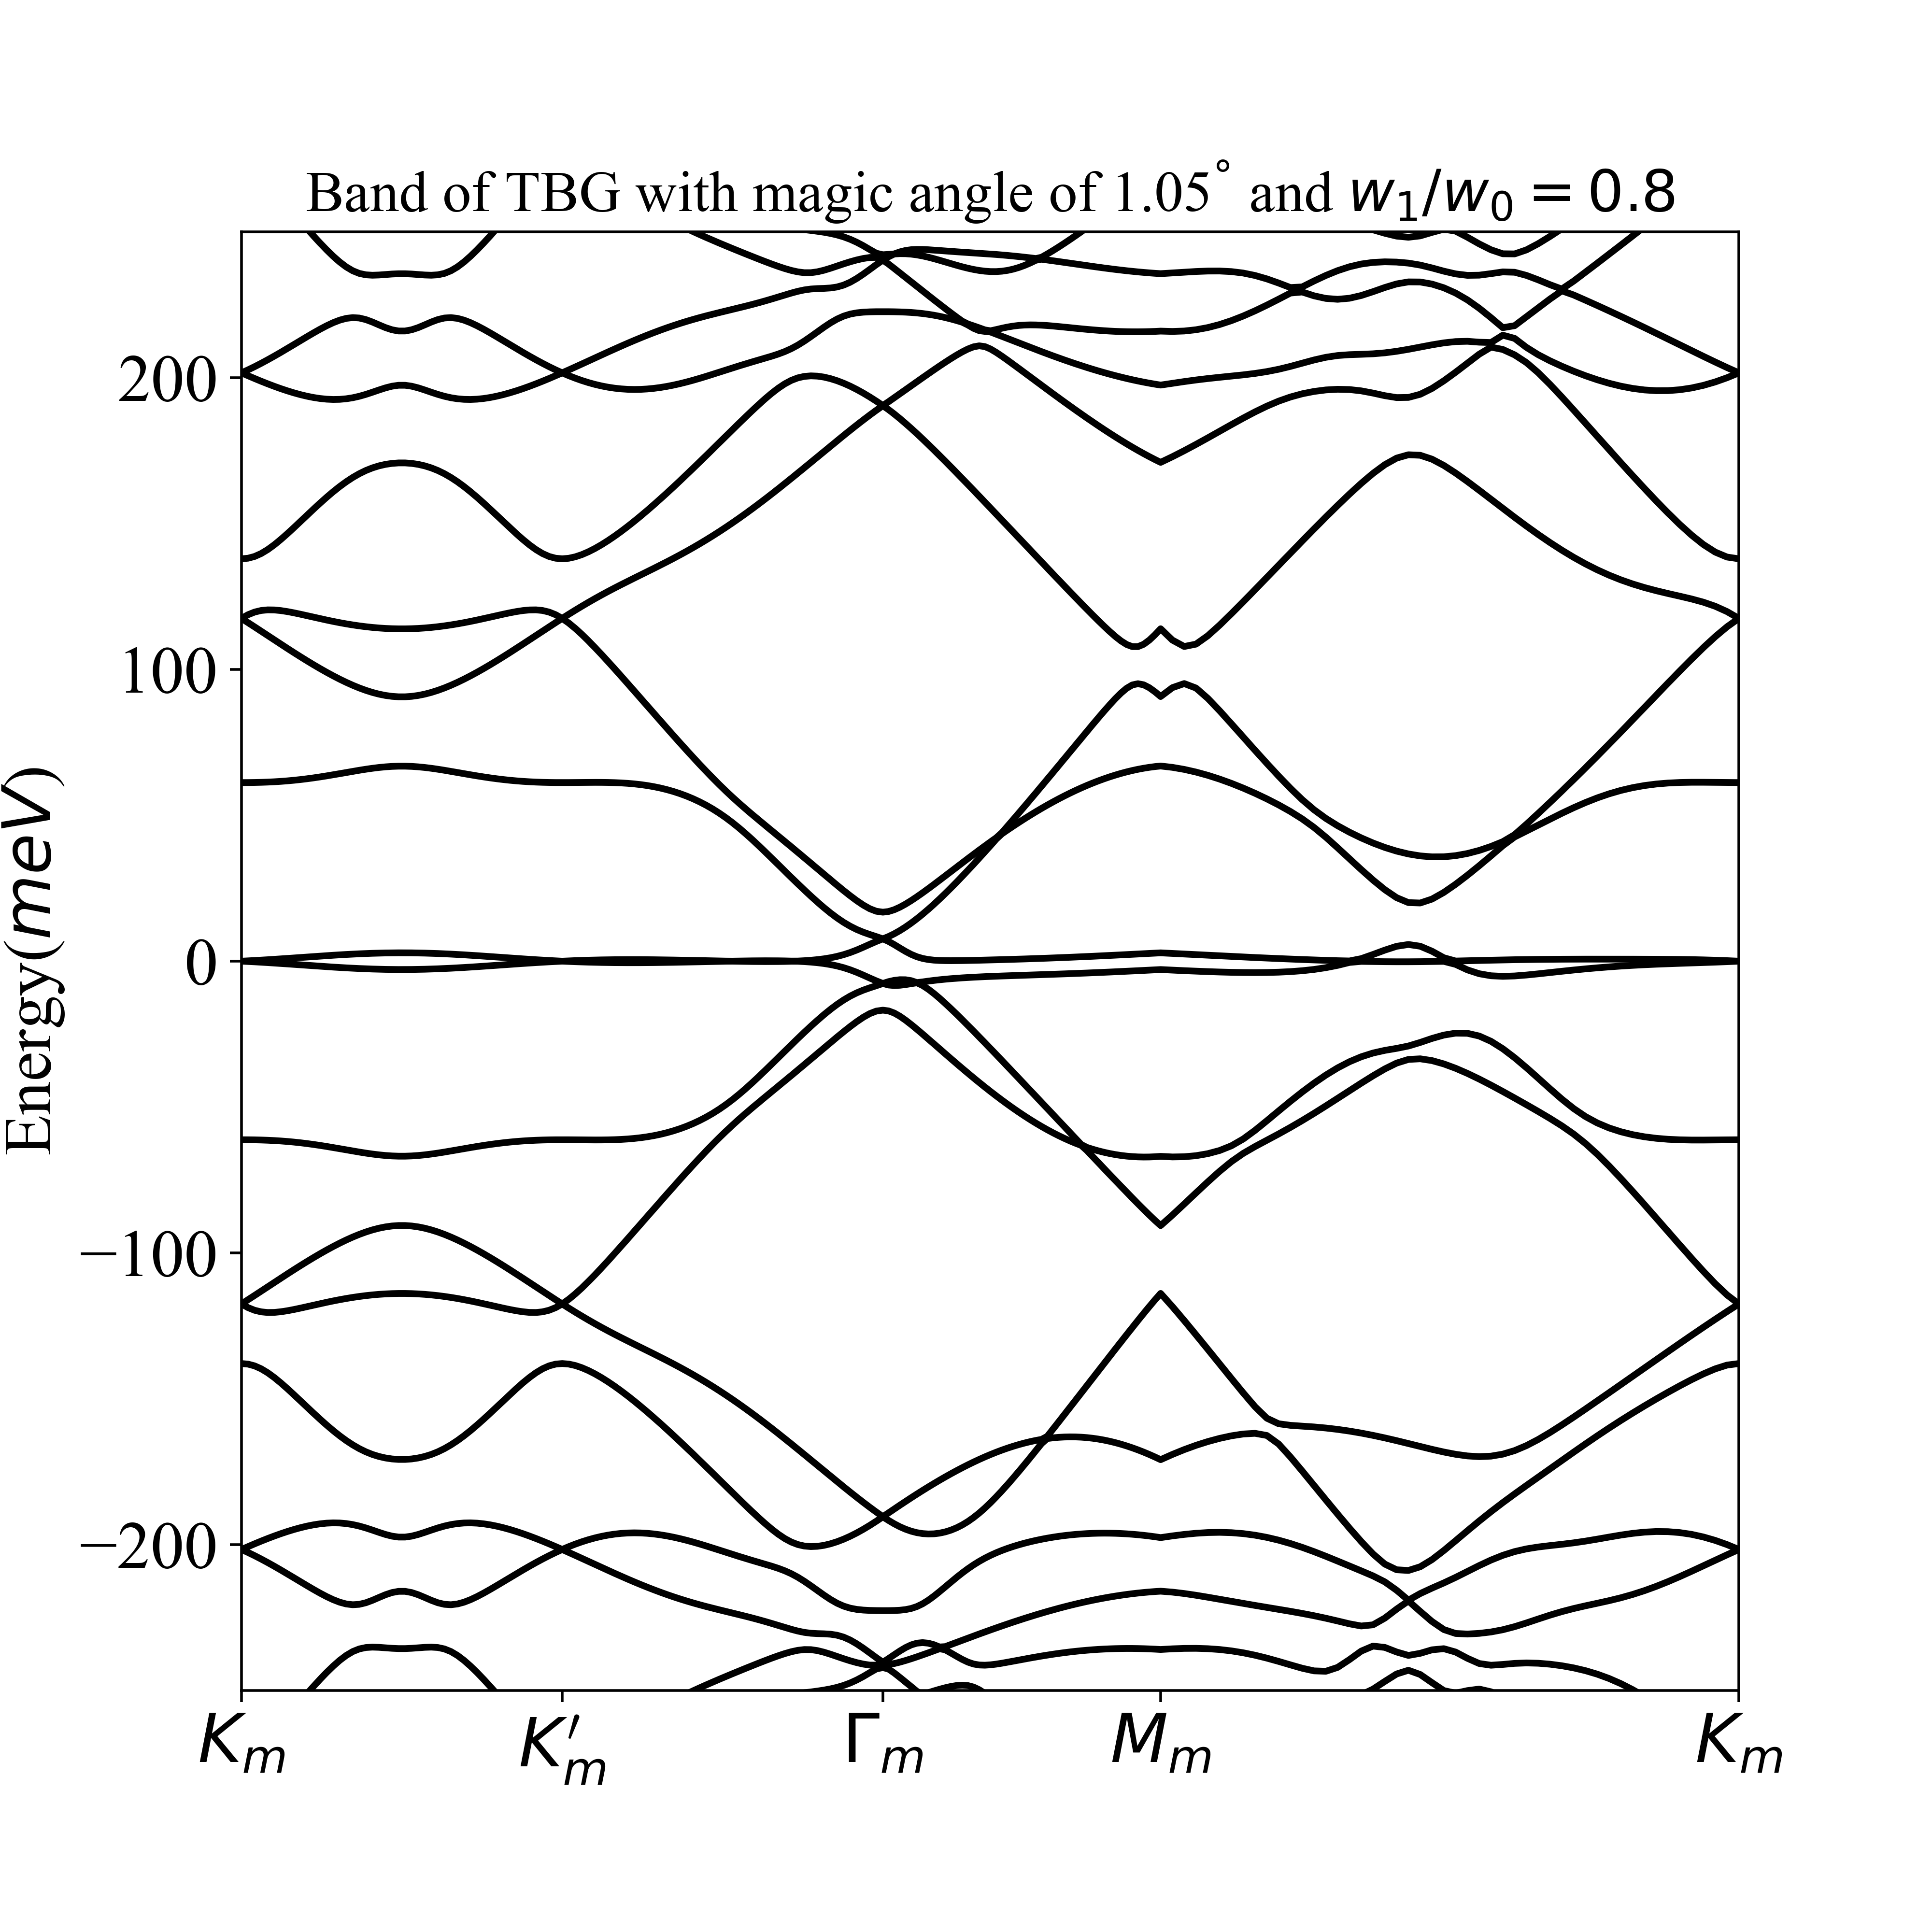 Band of TBG with magic angle of 1.05° and w₁/w₀ = 0.8
Energy(meV)
200
100
0
−100
−200
Kₘ K′ₘ Γₘ Mₘ Kₘ